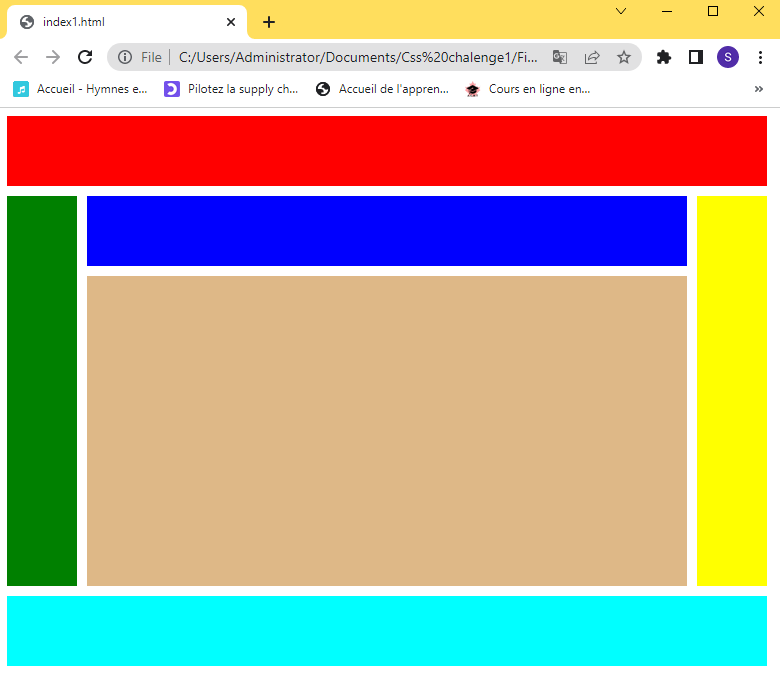 index1.html
File | C:/Users/Administrator/Documents/Css%20chalenge1/Fi...
S
Accueil - Hymnes e... Pilotez la supply ch... Accueil de l'appren... Cours en ligne en... »